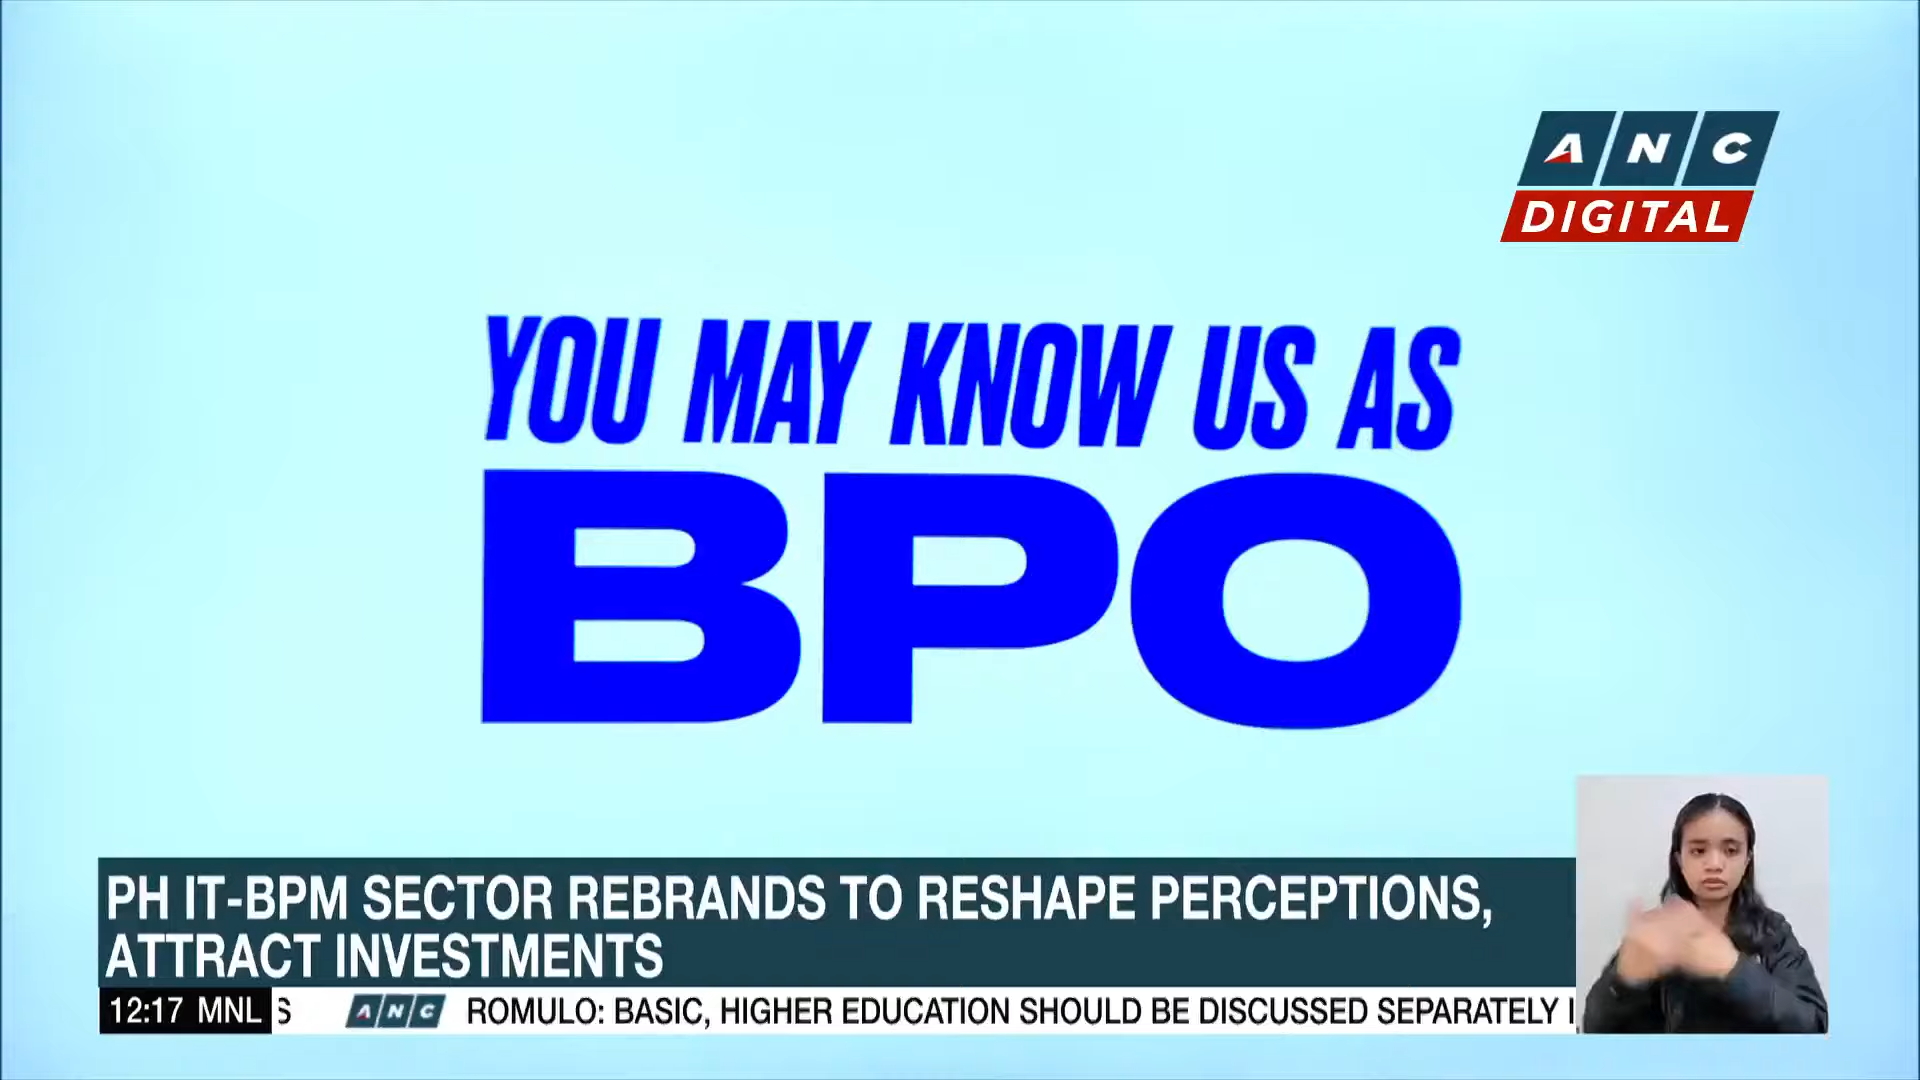 ANC
DIGITAL
YOU MAY KNOW US AS
BPO
PH IT-BPM SECTOR REBRANDS TO RESHAPE PERCEPTIONS,
ATTRACT INVESTMENTS
12:17 MNL S ANC ROMULO: BASIC, HIGHER EDUCATION SHOULD BE DISCUSSED SEPARATELY I